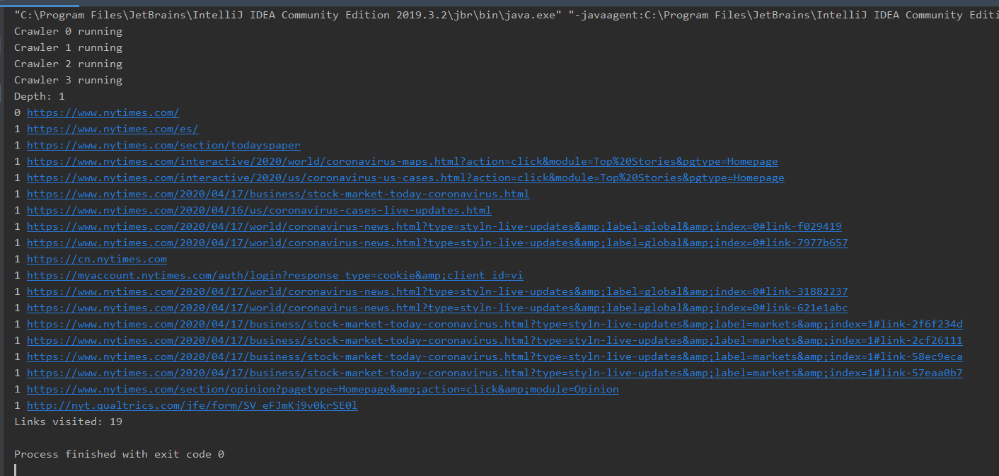 "C:\Program Files\JetBrains\IntelliJ IDEA Community Edition 2019.3.2\jbr\bin\java.exe" "-javaagent:C:\Program Files\JetBrains\IntelliJ IDEA Community Editi
Crawler 0 running
Crawler 1 running
Crawler 2 running
Crawler 3 running
Depth: 1
0 https://www.nytimes.com/
1 https://www.nytimes.com/es/
1 https://www.nytimes.com/section/todayspaper
1 https://www.nytimes.com/interactive/2020/world/coronavirus-maps.html?action=click&module=Top%20Stories&pgtype=Homepage
1 https://www.nytimes.com/interactive/2020/us/coronavirus-us-cases.html?action=click&module=Top%20Stories&pgtype=Homepage
1 https://www.nytimes.com/2020/04/17/business/stock-market-today-coronavirus.html
1 https://www.nytimes.com/2020/04/16/us/coronavirus-cases-live-updates.html
1 https://www.nytimes.com/2020/04/17/world/coronavirus-news.html?type=styln-live-updates&amp;label=global&amp;index=0#link-f029419
1 https://www.nytimes.com/2020/04/17/world/coronavirus-news.html?type=styln-live-updates&amp;label=global&amp;index=0#link-7977b657
1 https://cn.nytimes.com
1 https://myaccount.nytimes.com/auth/login?response_type=cookie&amp;client_id=vi
1 https://www.nytimes.com/2020/04/17/world/coronavirus-news.html?type=styln-live-updates&amp;label=global&amp;index=0#link-31882237
1 https://www.nytimes.com/2020/04/17/world/coronavirus-news.html?type=styln-live-updates&amp;label=global&amp;index=0#link-621e1abc
1 https://www.nytimes.com/2020/04/17/business/stock-market-today-coronavirus.html?type=styln-live-updates&amp;label=markets&amp;index=1#link-2f6f234d
1 https://www.nytimes.com/2020/04/17/business/stock-market-today-coronavirus.html?type=styln-live-updates&amp;label=markets&amp;index=1#link-2cf26111
1 https://www.nytimes.com/2020/04/17/business/stock-market-today-coronavirus.html?type=styln-live-updates&amp;label=markets&amp;index=1#link-58ec9eca
1 https://www.nytimes.com/2020/04/17/business/stock-market-today-coronavirus.html?type=styln-live-updates&amp;label=markets&amp;index=1#link-57eaa0b7
1 https://www.nytimes.com/section/opinion?pagetype=Homepage&amp;action=click&amp;module=Opinion
1 http://nyt.qualtrics.com/jfe/form/SV_eFJmKj9v0krSE0l
Links visited: 19
Process finished with exit code 0